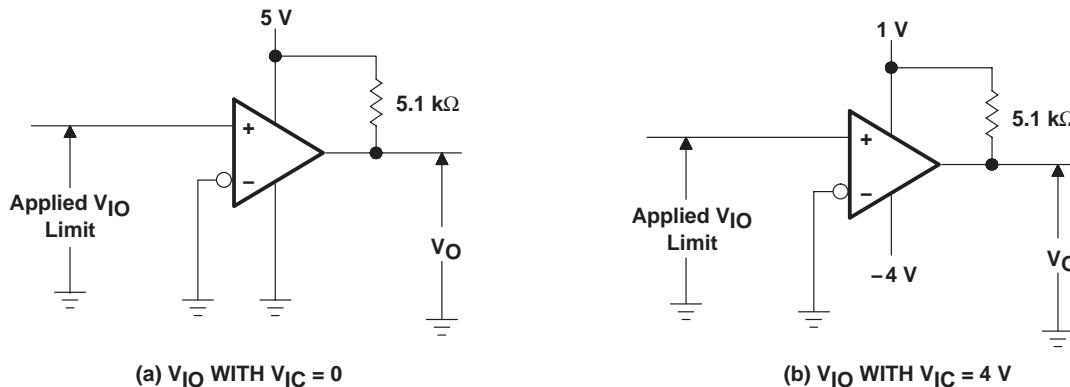 5 V
5.1 kΩ
+
−
Applied VIO
Limit
VO
(a) VIO WITH VIC = 0
1 V
5.1 kΩ
+
−
Applied VIO
Limit
−4 V
VO
(b) VIO WITH VIC = 4 V